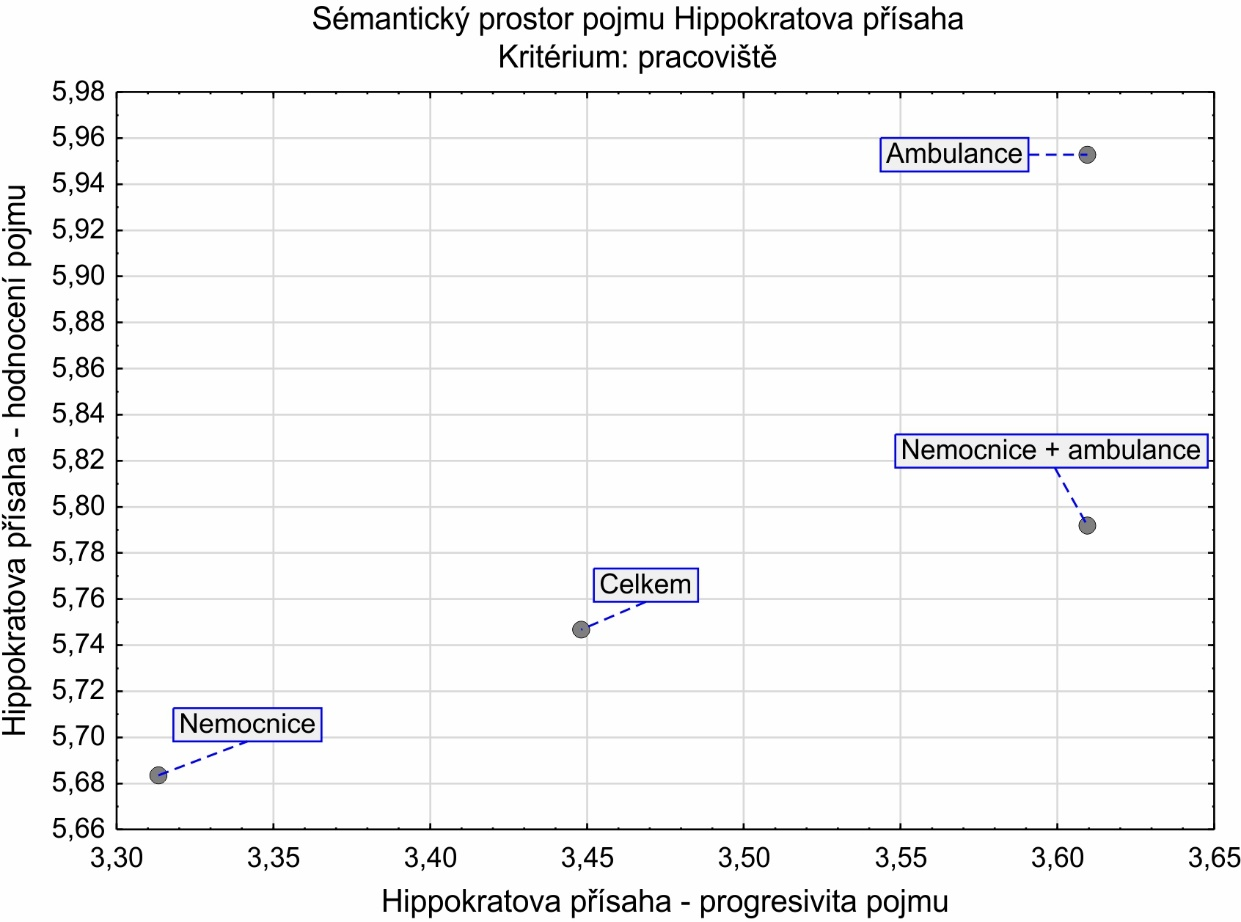 Sémantický prostor pojmu Hippokratova přísaha
Kritérium: pracoviště
Hippokratova přísaha - hodnocení pojmu
5,98
5,96
5,94
5,92
5,90
5,88
5,86
5,84
5,82
5,80
5,78
5,76
5,74
5,72
5,70
5,68
5,66
Ambulance
Nemocnice + ambulance
Celkem
Nemocnice
3,30 3,35 3,40 3,45 3,50 3,55 3,60 3,65
Hippokratova přísaha - progresivita pojmu